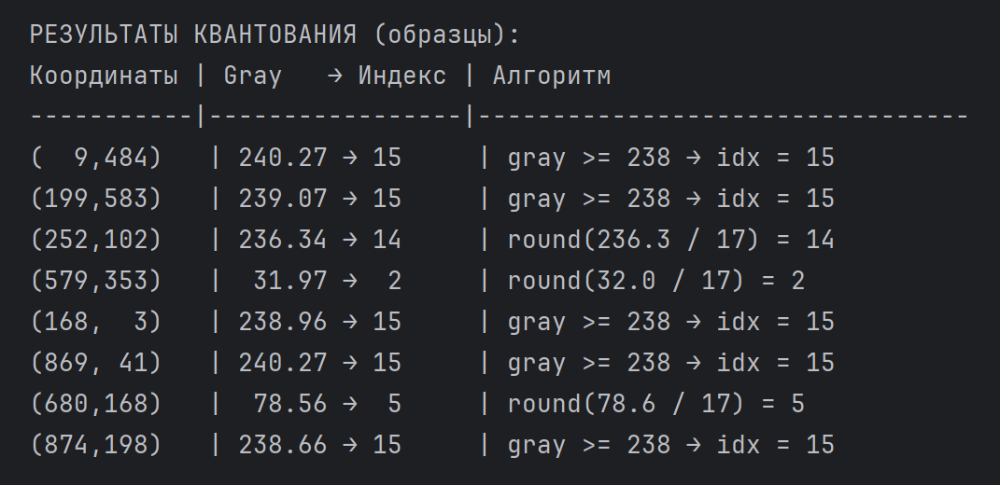 РЕЗУЛЬТАТЫ КВАНТОВАНИЯ (образцы):
Координаты | Gray   → Индекс | Алгоритм
-----------|-----------------|---------------------------------
(  9,484)   | 240.27 → 15     | gray >= 238 → idx = 15
(199,583)   | 239.07 → 15     | gray >= 238 → idx = 15
(252,102)   | 236.34 → 14     | round(236.3 / 17) = 14
(579,353)   |  31.97 →  2     | round(32.0 / 17) = 2
(168,  3)   | 238.96 → 15     | gray >= 238 → idx = 15
(869, 41)   | 240.27 → 15     | gray >= 238 → idx = 15
(680,168)   |  78.56 →  5     | round(78.6 / 17) = 5
(874,198)   | 238.66 → 15     | gray >= 238 → idx = 15